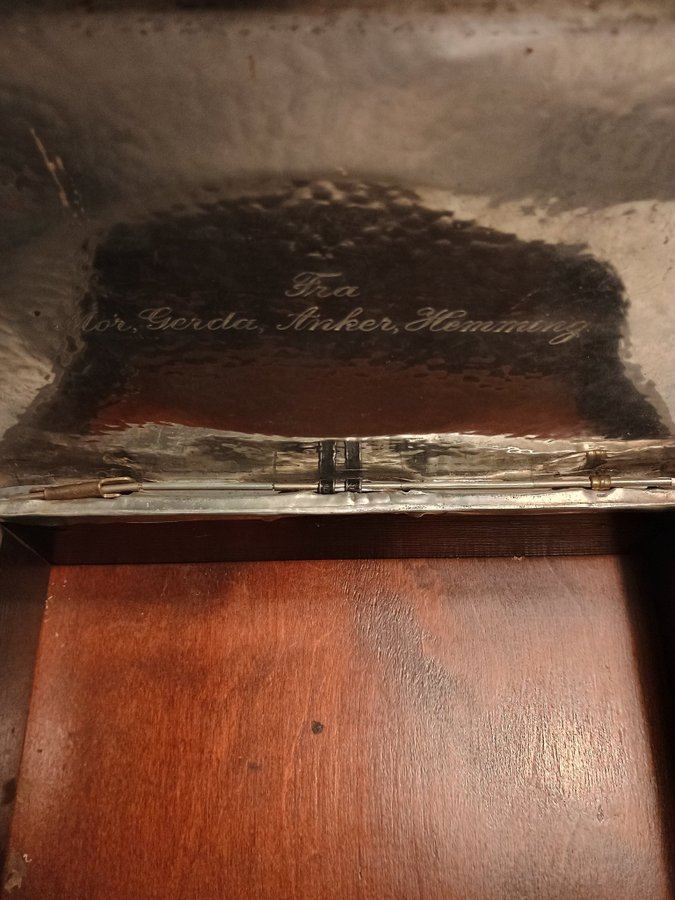 Fra
Mor, Gerda, Anker, Hemming